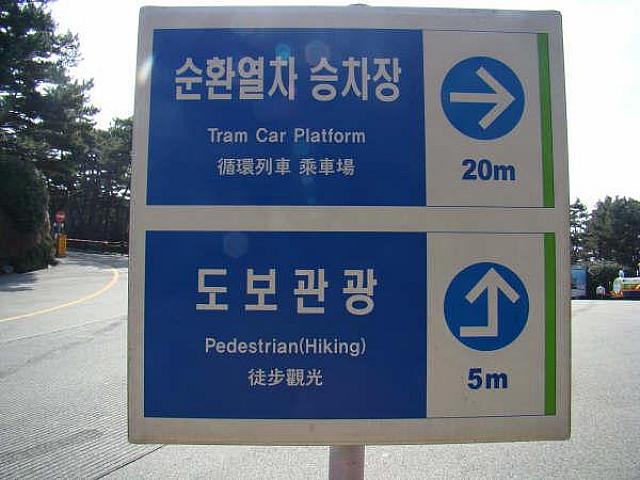 순환열차 승차장
Tram Car Platform
循環列車 乘車場
20m
도보관광
Pedestrian(Hiking)
徒步觀光
5m